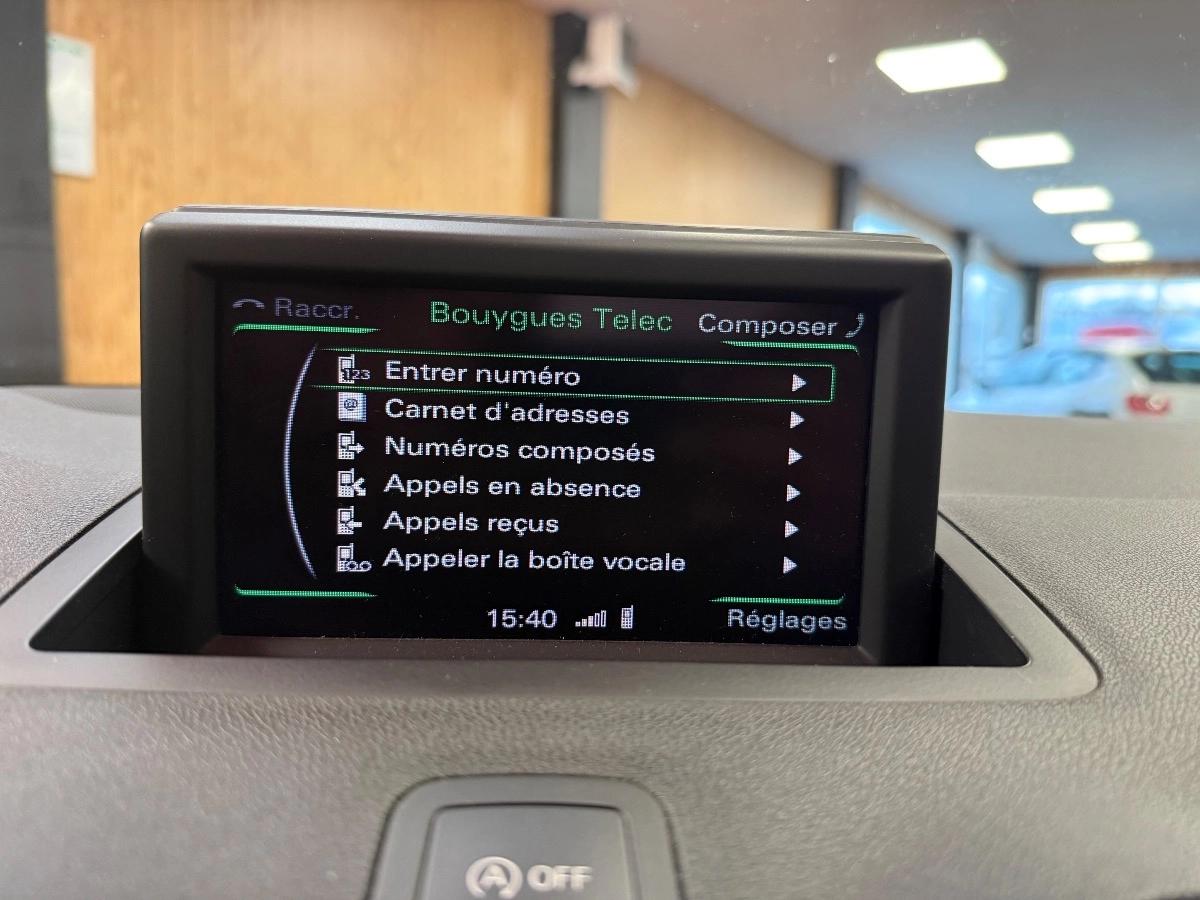 Raccr. Bouygues Telec Composer
123 Entrer numéro
Carnet d'adresses
Numéros composés
Appels en absence
Appels reçus
Appeler la boîte vocale
15:40 Réglages
A OFF